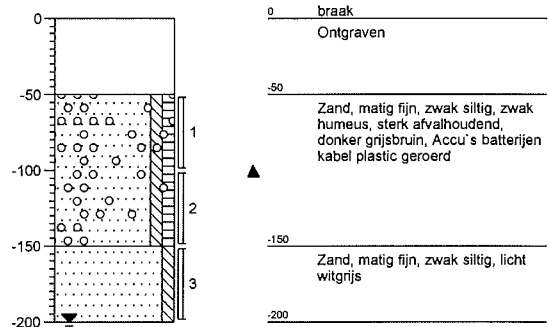 0
-50
-100
-150
-200
1
2
3
0 braak
Ontgraven
-50
Zand, matig fijn, zwak siltig, zwak
humeus, sterk afvalhoudend,
donker grijsbruin, Accu`s batterijen
kabel plastic geroerd
-150
Zand, matig fijn, zwak siltig, licht
witgrijs
-200